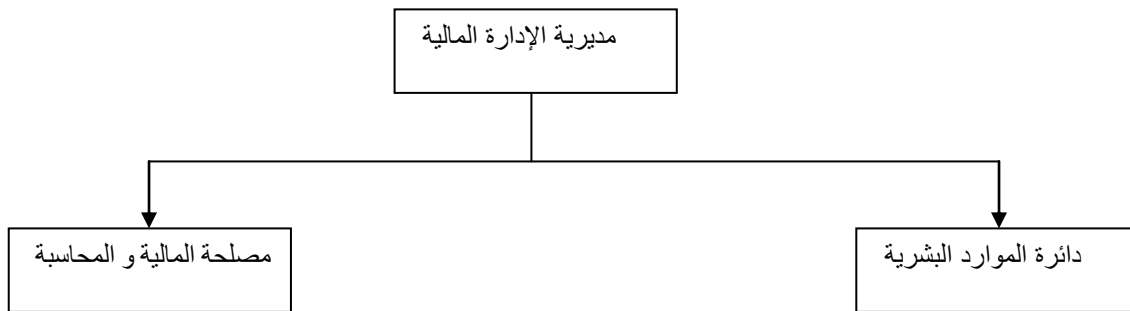 مديرية الإدارة المالية
دائرة الموارد البشرية
مصلحة المالية و المحاسبة